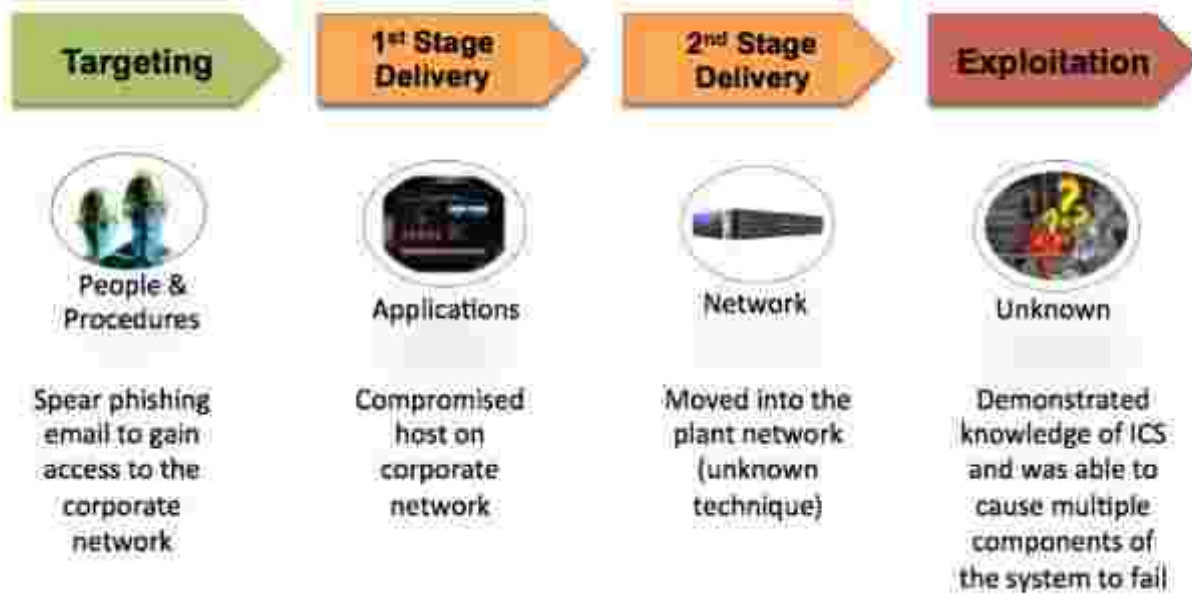 Targeting
1st Stage
Delivery
2nd Stage
Delivery
Exploitation
People &
Procedures
Applications
Network
Unknown
Spear phishing
email to gain
access to the
corporate
network
Compromised
host on
corporate
network
Moved into the
plant network
(unknown
technique)
Demonstrated
knowledge of ICS
and was able to
cause multiple
components of
the system to fail